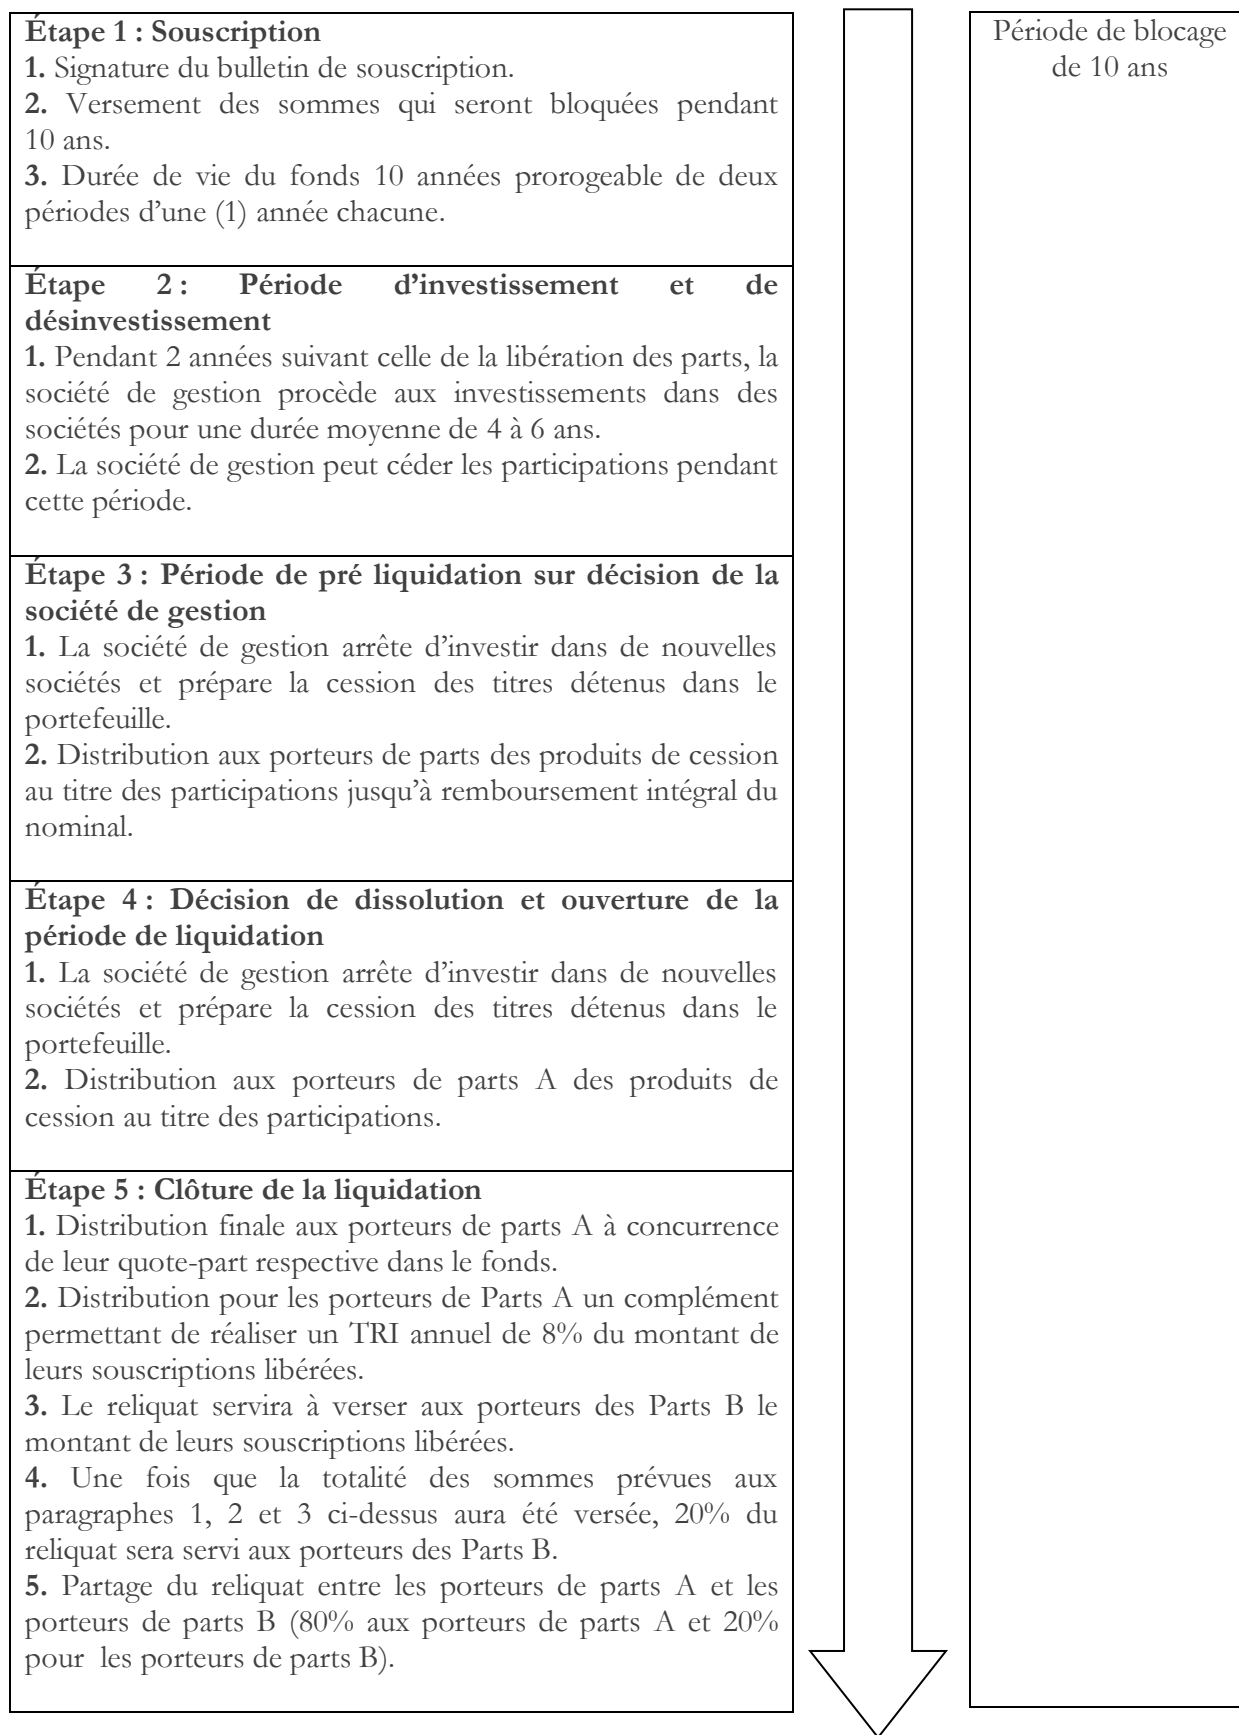 Étape 1 : Souscription
1. Signature du bulletin de souscription.
2. Versement des sommes qui seront bloquées pendant
10 ans.
3. Durée de vie du fonds 10 années prorogeable de deux
périodes d'une (1) année chacune.
Étape 2 : Période d'investissement et de
désinvestissement
1. Pendant 2 années suivant celle de la libération des parts, la
société de gestion procède aux investissements dans des
sociétés pour une durée moyenne de 4 à 6 ans.
2. La société de gestion peut céder les participations pendant
cette période.
Étape 3 : Période de pré liquidation sur décision de la
société de gestion
1. La société de gestion arrête d'investir dans de nouvelles
sociétés et prépare la cession des titres détenus dans le
portefeuille.
2. Distribution aux porteurs de parts des produits de cession
au titre des participations jusqu'à remboursement intégral du
nominal.
Étape 4 : Décision de dissolution et ouverture de la
période de liquidation
1. La société de gestion arrête d'investir dans de nouvelles
sociétés et prépare la cession des titres détenus dans le
portefeuille.
2. Distribution aux porteurs de parts A des produits de
cession au titre des participations.
Étape 5 : Clôture de la liquidation
1. Distribution finale aux porteurs de parts A à concurrence
de leur quote-part respective dans le fonds.
2. Distribution pour les porteurs de Parts A un complément
permettant de réaliser un TRI annuel de 8% du montant de
leurs souscriptions libérées.
3. Le reliquat servira à verser aux porteurs des Parts B le
montant de leurs souscriptions libérées.
4. Une fois que la totalité des sommes prévues aux
paragraphes 1, 2 et 3 ci-dessus aura été versée, 20% du
reliquat sera servi aux porteurs des Parts B.
5. Partage du reliquat entre les porteurs de parts A et les
porteurs de parts B (80% aux porteurs de parts A et 20%
pour les porteurs de parts B).
Période de blocage
de 10 ans